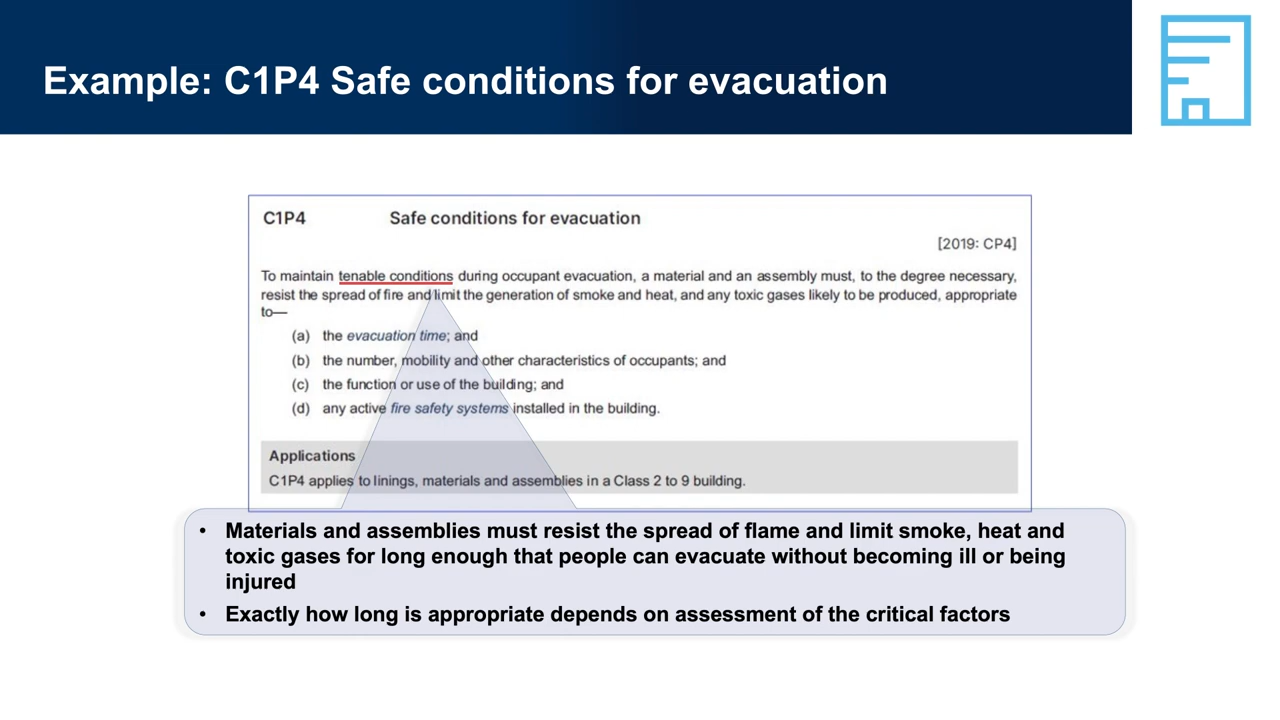 Example: C1P4 Safe conditions for evacuation
C1P4 Safe conditions for evacuation
[2019: CP4]
To maintain tenable conditions during occupant evacuation, a material and an assembly must, to the degree necessary,
resist the spread of fire and limit the generation of smoke and heat, and any toxic gases likely to be produced, appropriate
to—
(a) the evacuation time; and
(b) the number, mobility and other characteristics of occupants; and
(c) the function or use of the building; and
(d) any active fire safety systems installed in the building.
Applications
C1P4 applies to linings, materials and assemblies in a Class 2 to 9 building.
• Materials and assemblies must resist the spread of flame and limit smoke, heat and
toxic gases for long enough that people can evacuate without becoming ill or being
injured
• Exactly how long is appropriate depends on assessment of the critical factors